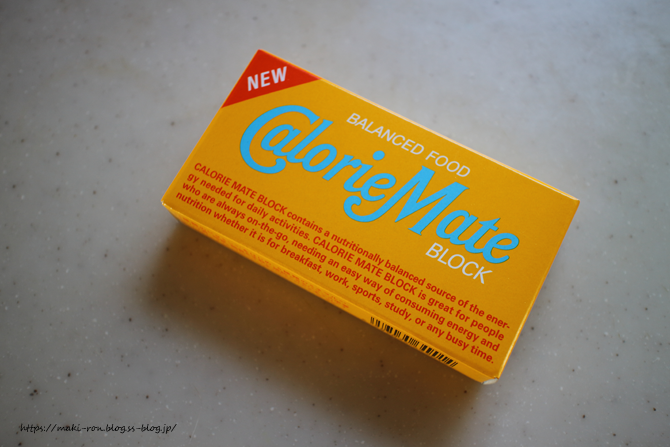 NEW
BALANCED FOOD
CalorieMate
BLOCK
CALORIE MATE BLOCK contains a nutritionally balanced source of the ener-
gy needed for daily activities. CALORIE MATE BLOCK is great for people
who are always on-the-go, needing an easy way of consuming energy and
nutrition whether it is for breakfast, work, sports, study, or any busy time.
https://maki-rou.blog.ss-blog.jp/